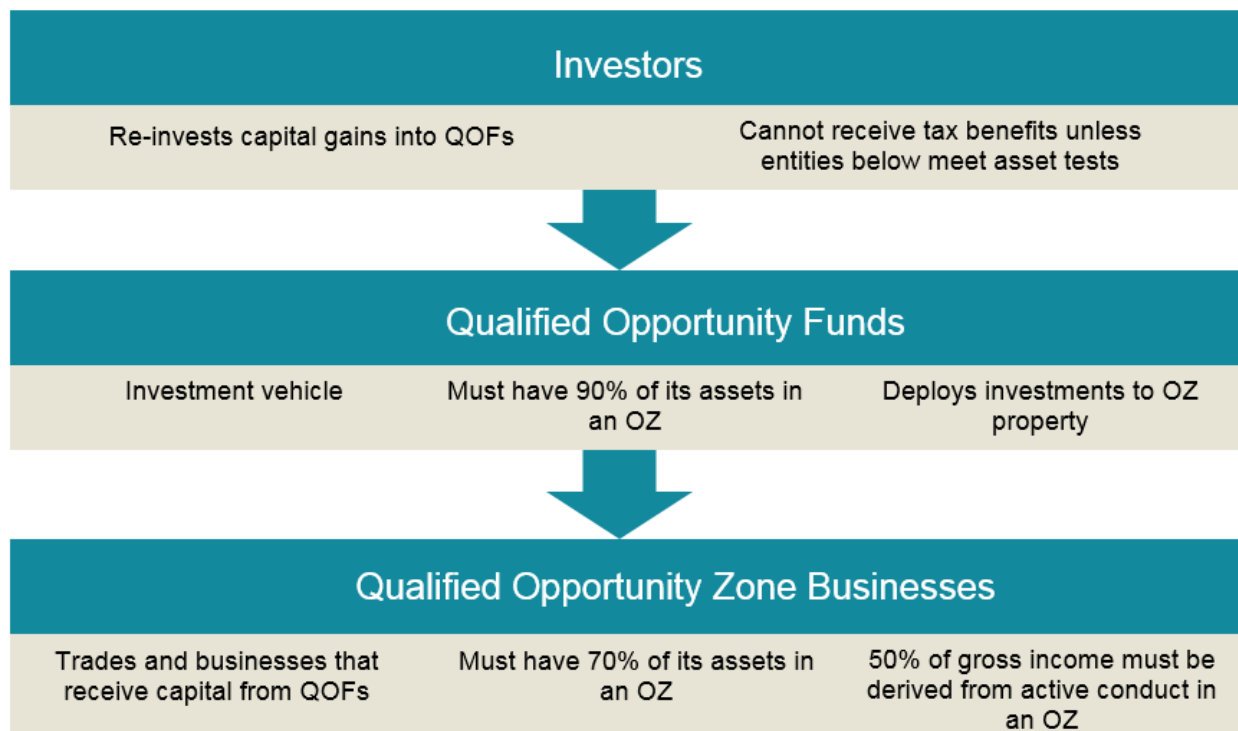 Investors
Re-invests capital gains into QOFs
Cannot receive tax benefits unless
entities below meet asset tests
Qualified Opportunity Funds
Investment vehicle
Must have 90% of its assets in
an OZ
Deploys investments to OZ
property
Qualified Opportunity Zone Businesses
Trades and businesses that
receive capital from QOFs
Must have 70% of its assets in
an OZ
50% of gross income must be
derived from active conduct in
an OZ